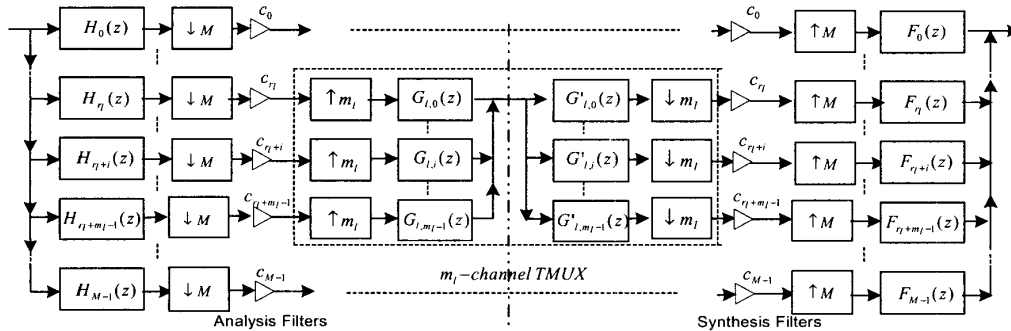 H_0(z) ↓M c_0 c_0 ↑M F_0(z)
H_{r_l}(z) ↓M c_{r_l} ↑m_l G_{l,0}(z) G'_{l,0}(z) ↓m_l c_{r_l} ↑M F_{r_l}(z)
H_{r_l+i}(z) ↓M c_{r_l+i} ↑m_l G_{l,i}(z) G'_{l,i}(z) ↓m_l c_{r_l+i} ↑M F_{r_l+i}(z)
H_{r_l+m_l-1}(z) ↓M c_{r_l+m_l-1} ↑m_l G_{l,m_l-1}(z) G'_{l,m_l-1}(z) ↓m_l c_{r_l+m_l-1} ↑M F_{r_l+m_l-1}(z)
H_{M-1}(z) ↓M c_{M-1} m_l-channel TMUX c_{M-1} ↑M F_{M-1}(z)
Analysis Filters Synthesis Filters